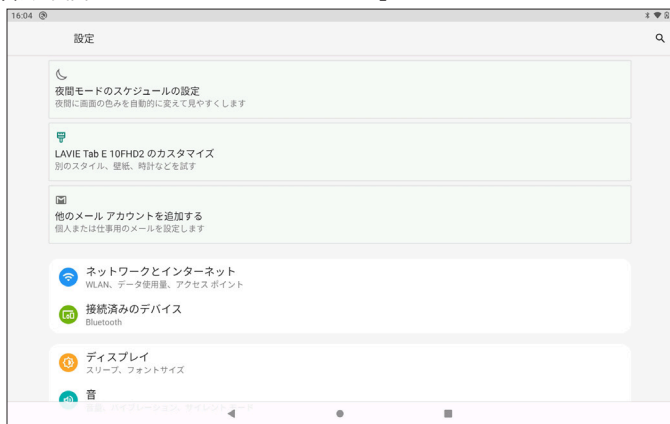 16:04
設定
夜間モードのスケジュールの設定
夜間に画面の色みを自動的に変えて見やすくします
LAVIE Tab E 10FHD2 のカスタマイズ
別のスタイル、壁紙、時計などを試す
他のメール アカウントを追加する
個人または仕事用のメールを設定します
ネットワークとインターネット
WLAN、データ使用量、アクセス ポイント
接続済みのデバイス
Bluetooth
ディスプレイ
スリープ、フォントサイズ
音